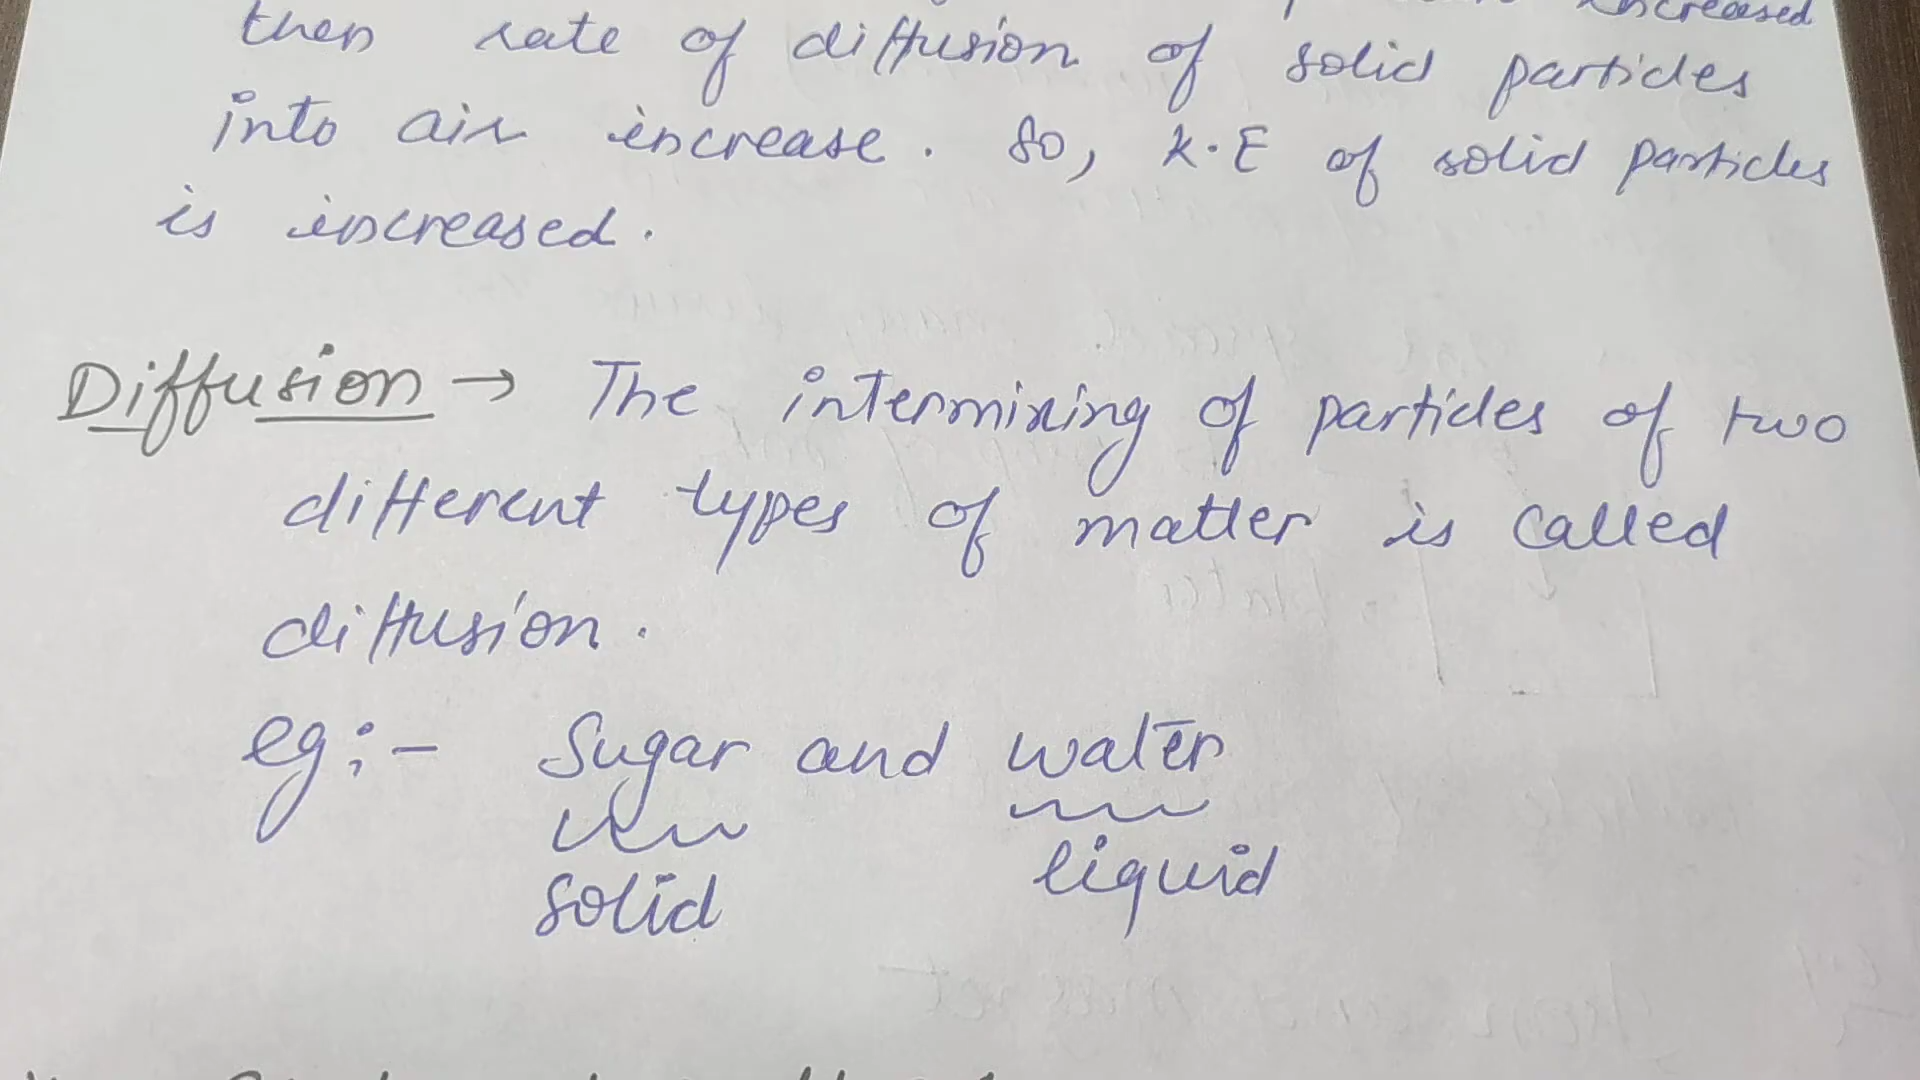 increased
then rate of diffusion of solid particles
into air increase. So, K.E of solid particles
is increased.
Diffusion → The intermixing of particles of two
different types of matter is called
diffusion.
eg:- Sugar and water
solid liquid